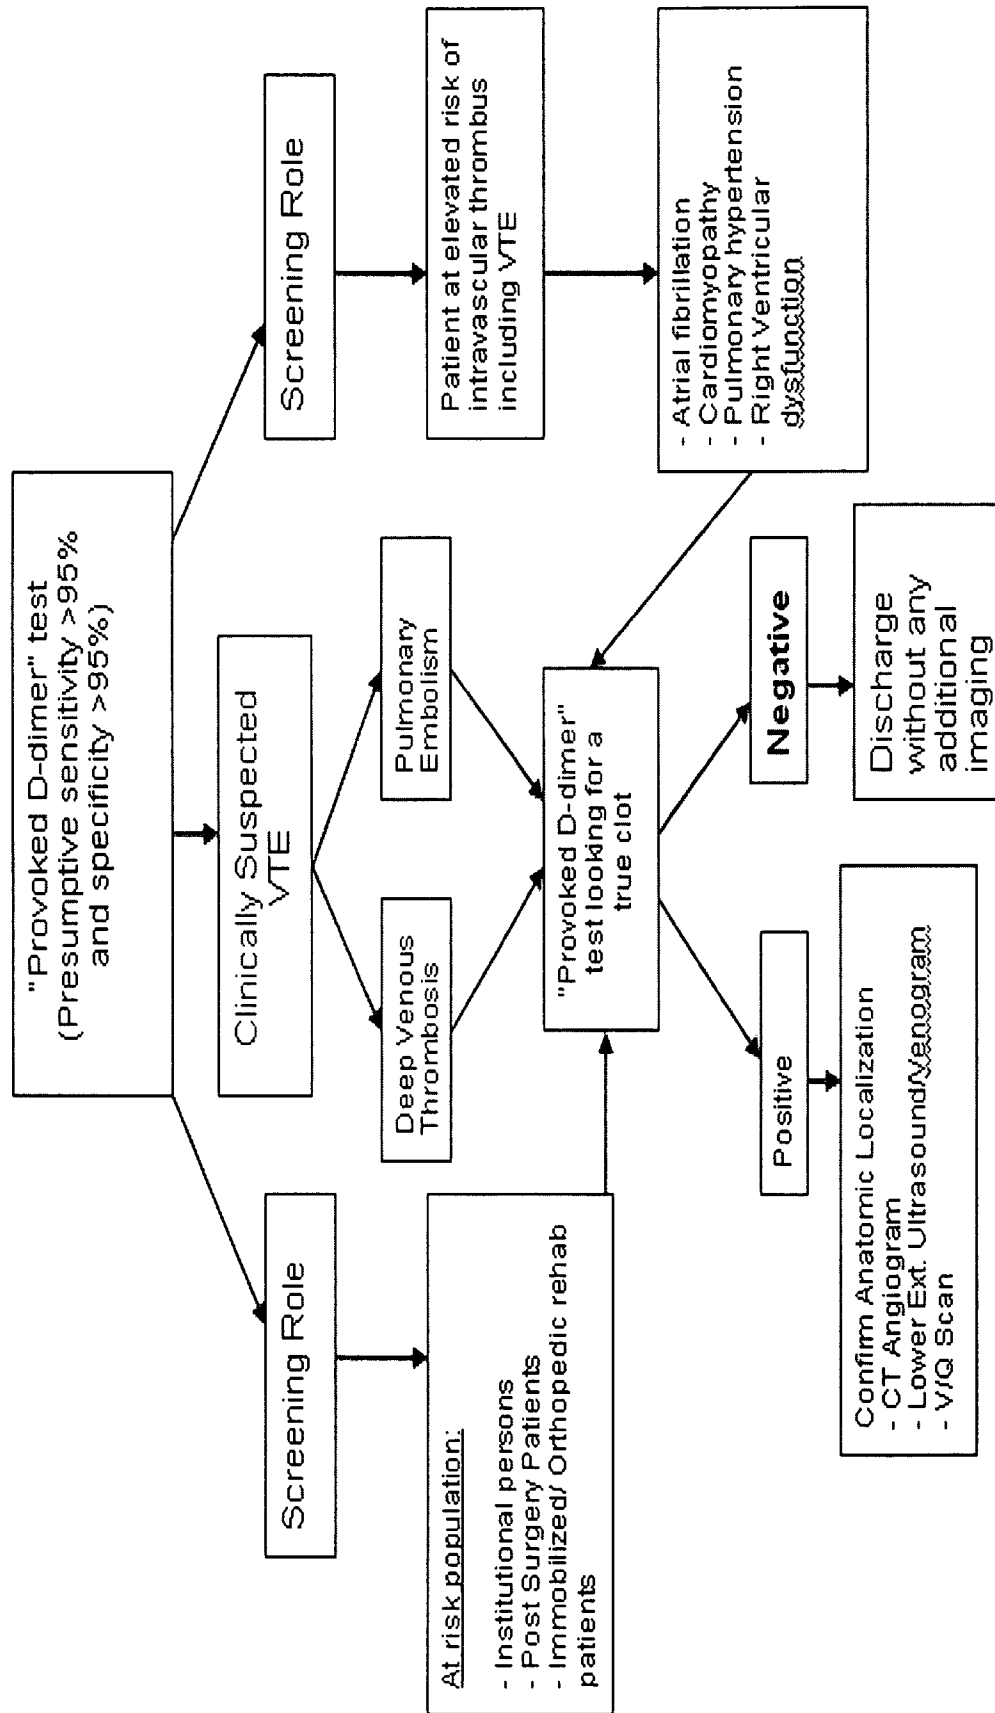 "Provoked D-dimer" test
(Presumptive sensitivity >95%
and specificity >95%)
Screening Role
Clinically Suspected
VTE
Screening Role
At risk population:
- Institutional persons
- Post Surgery Patients
- Immobilized/ Orthopedic rehab
patients
Deep Venous
Thrombosis
Pulmonary
Embolism
Patient at elevated risk of
intravascular thrombus
including VTE
"Provoked D-dimer"
test looking for a
true clot
- Atrial fibrillation
- Cardiomyopathy
- Pulmonary hypertension
- Right Ventricular
dysfunction
Positive
Negative
Confirm Anatomic Localization
- CT Angiogram
- Lower Ext. Ultrasound/Venogram
- V/Q Scan
Discharge
without any
additional
imaging